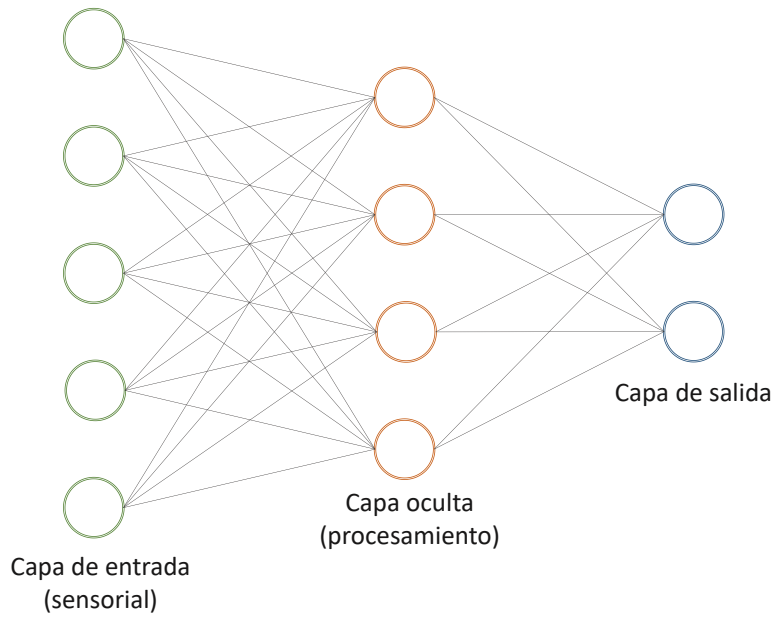 Capa de entrada
(sensorial)
Capa oculta
(procesamiento)
Capa de salida